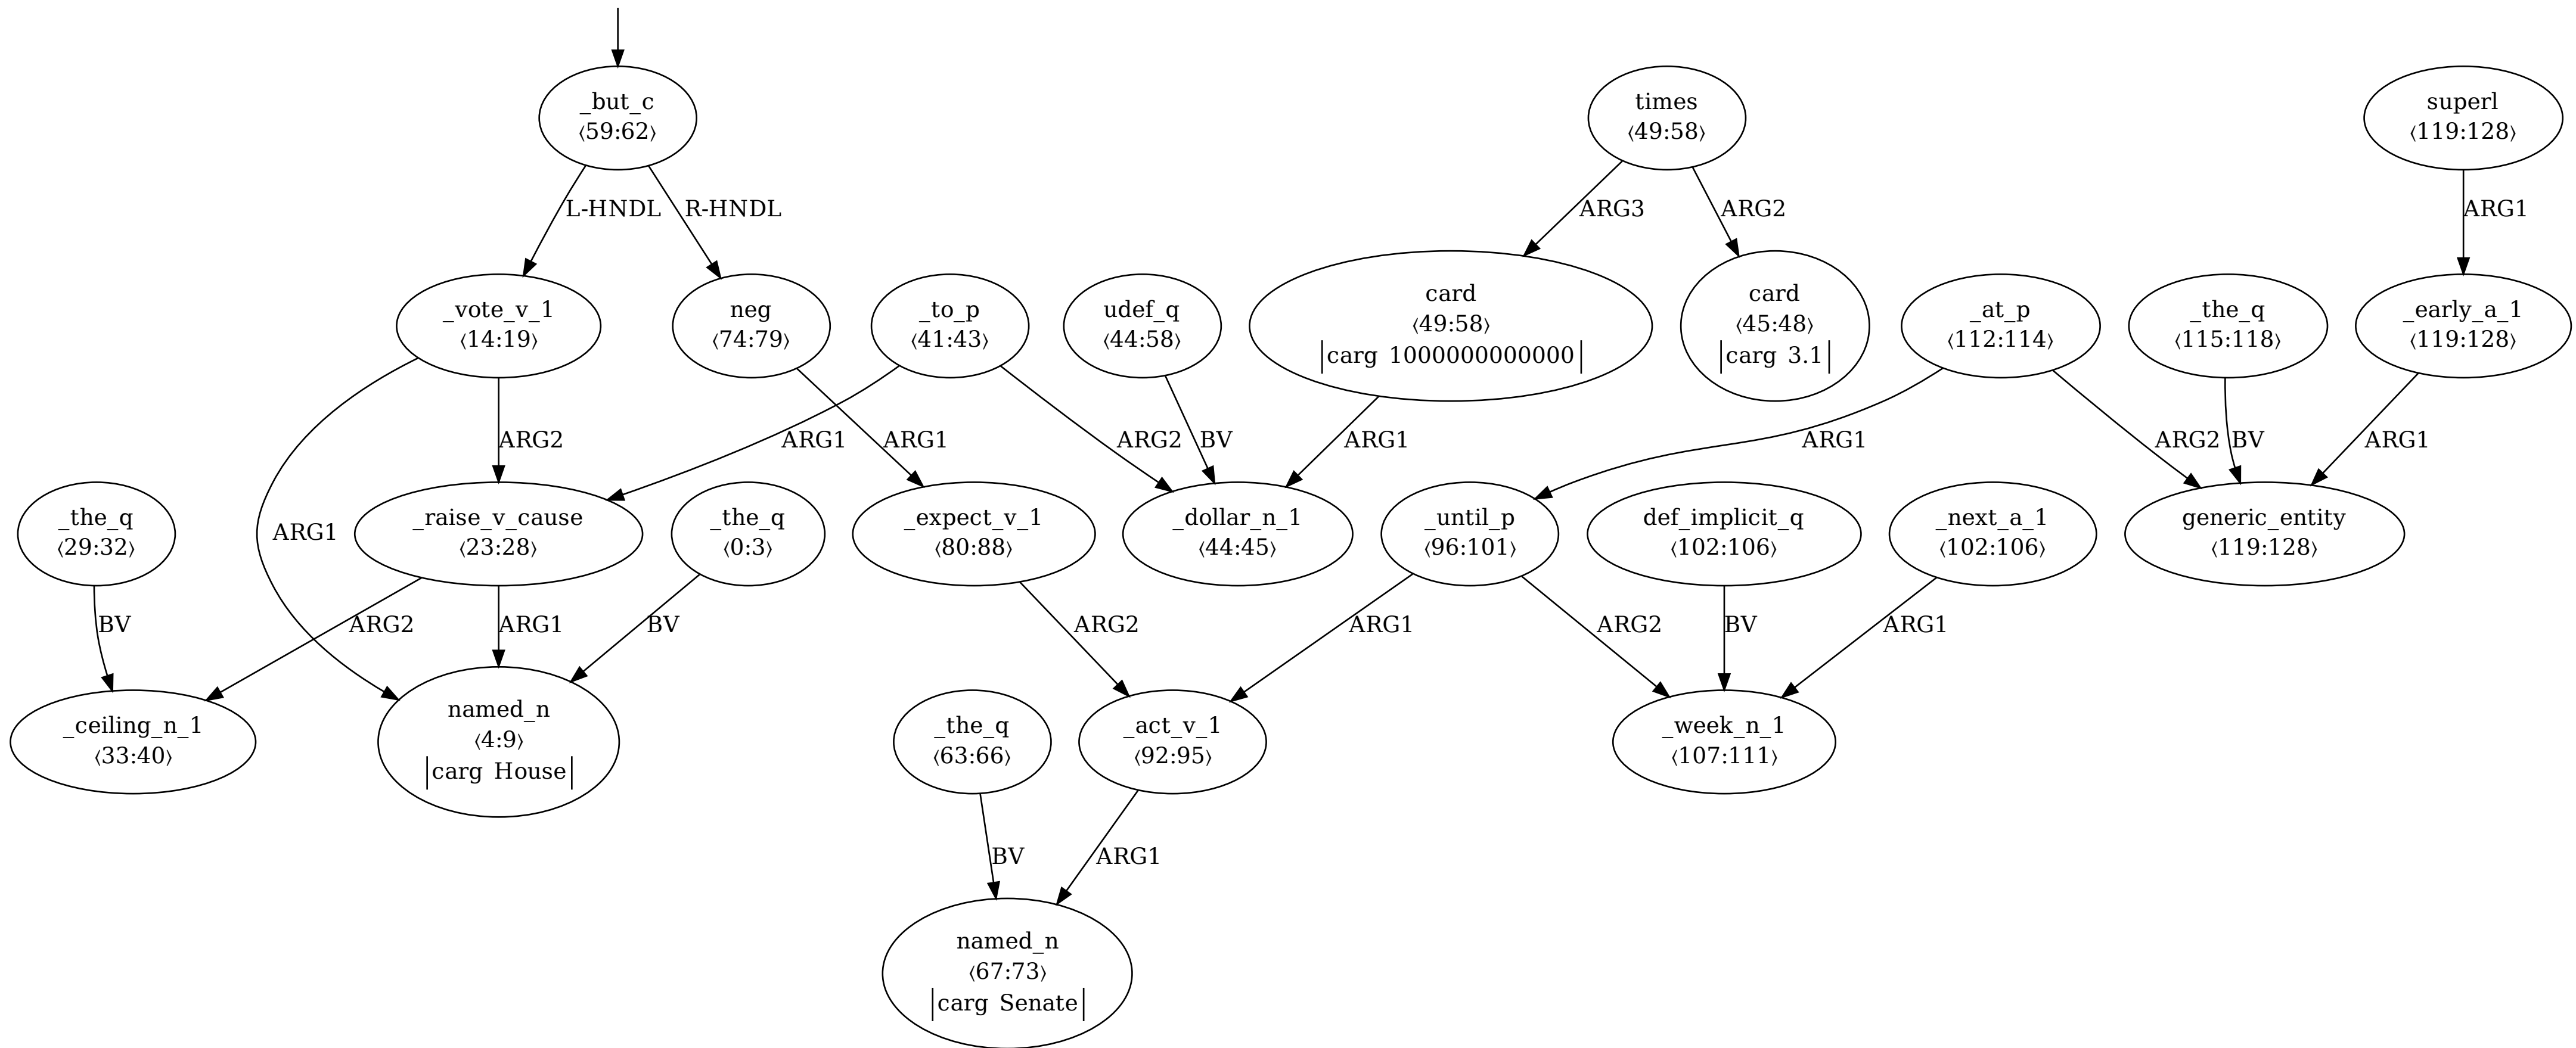 _but_c
⟨59:62⟩
times
⟨49:58⟩
superl
⟨119:128⟩
L-HNDL
R-HNDL
ARG3
ARG2
ARG1
_vote_v_1
⟨14:19⟩
neg
⟨74:79⟩
_to_p
⟨41:43⟩
udef_q
⟨44:58⟩
card
⟨49:58⟩
|carg 1000000000000|
card
⟨45:48⟩
|carg 3.1|
_at_p
⟨112:114⟩
_the_q
⟨115:118⟩
_early_a_1
⟨119:128⟩
ARG2
ARG1
ARG1
ARG2
BV
ARG1
ARG1
ARG2
BV
ARG1
_the_q
⟨29:32⟩
ARG1
_raise_v_cause
⟨23:28⟩
_the_q
⟨0:3⟩
_expect_v_1
⟨80:88⟩
_dollar_n_1
⟨44:45⟩
_until_p
⟨96:101⟩
def_implicit_q
⟨102:106⟩
_next_a_1
⟨102:106⟩
generic_entity
⟨119:128⟩
BV
ARG2
ARG1
BV
ARG2
ARG1
ARG2
BV
ARG1
_ceiling_n_1
⟨33:40⟩
named_n
⟨4:9⟩
|carg House|
_the_q
⟨63:66⟩
_act_v_1
⟨92:95⟩
_week_n_1
⟨107:111⟩
BV
ARG1
named_n
⟨67:73⟩
|carg Senate|